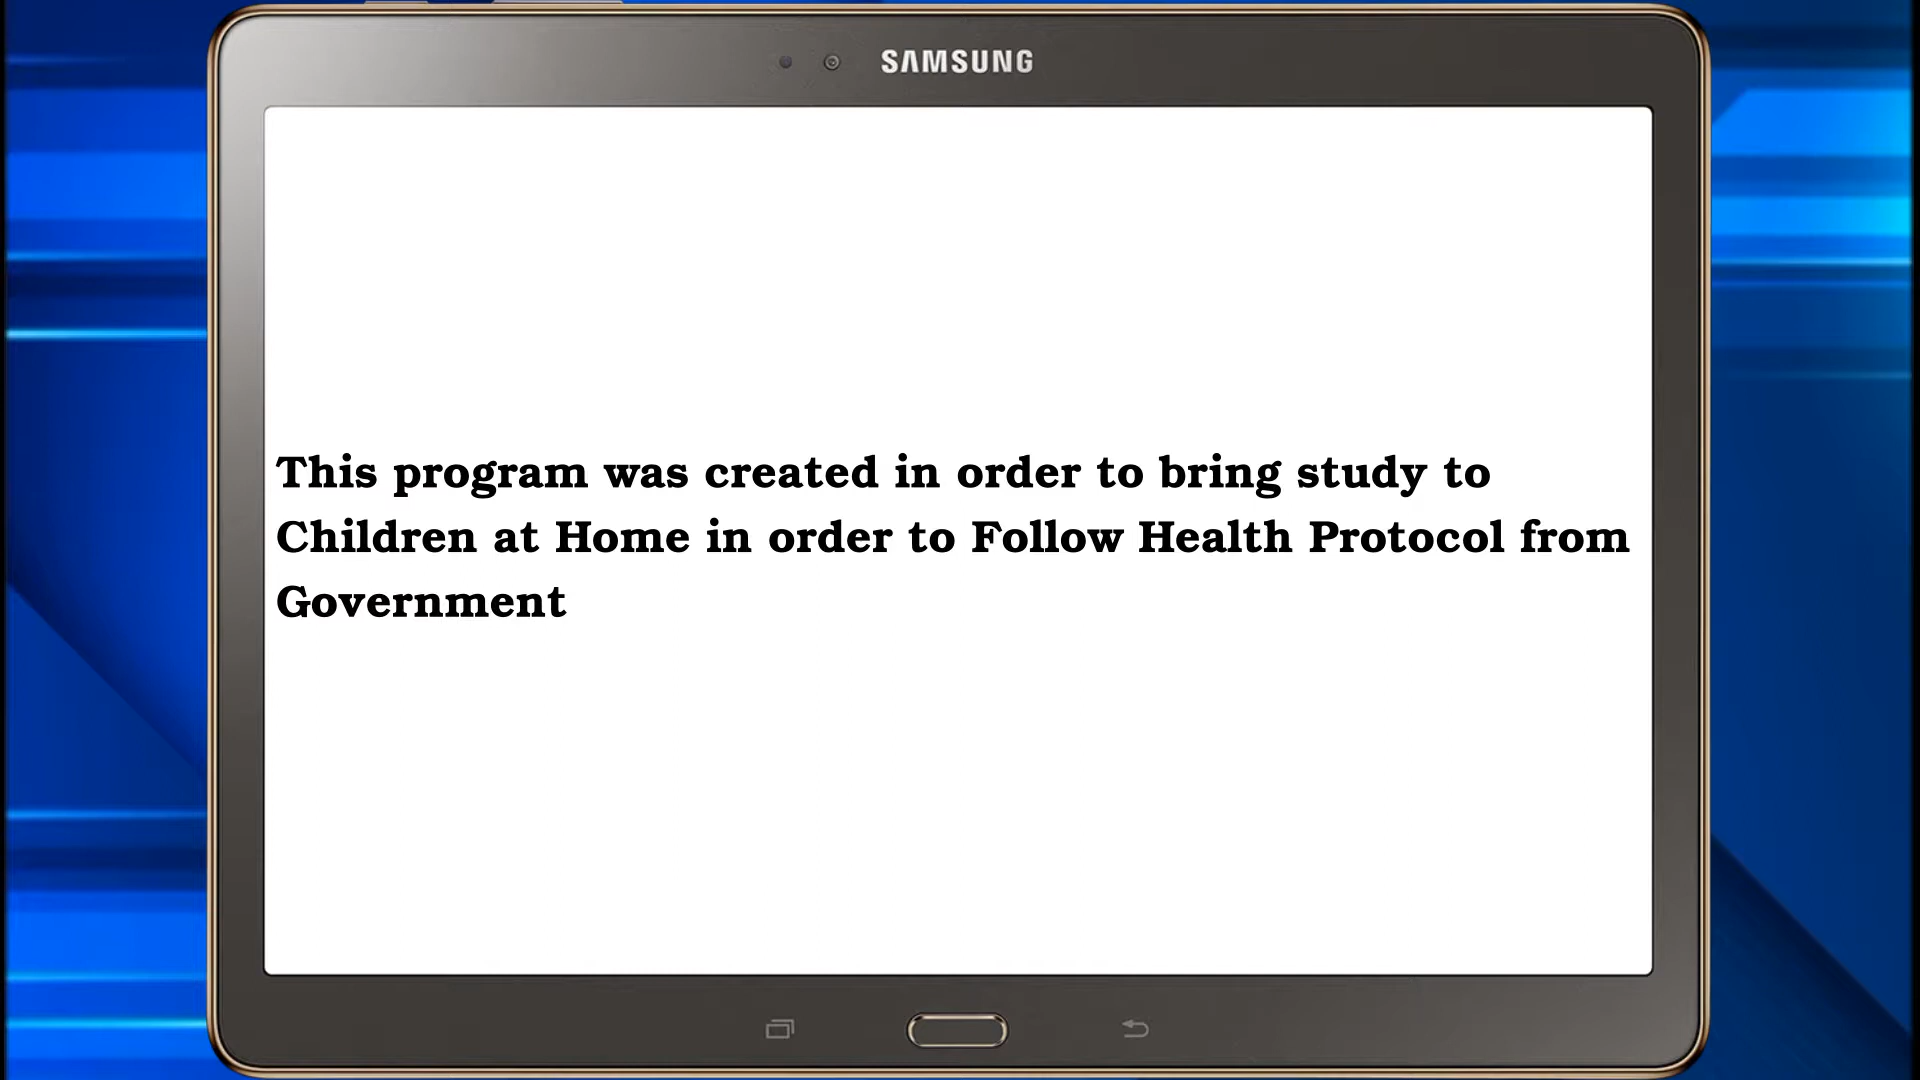 SAMSUNG
This program was created in order to bring study to
Children at Home in order to Follow Health Protocol from
Government